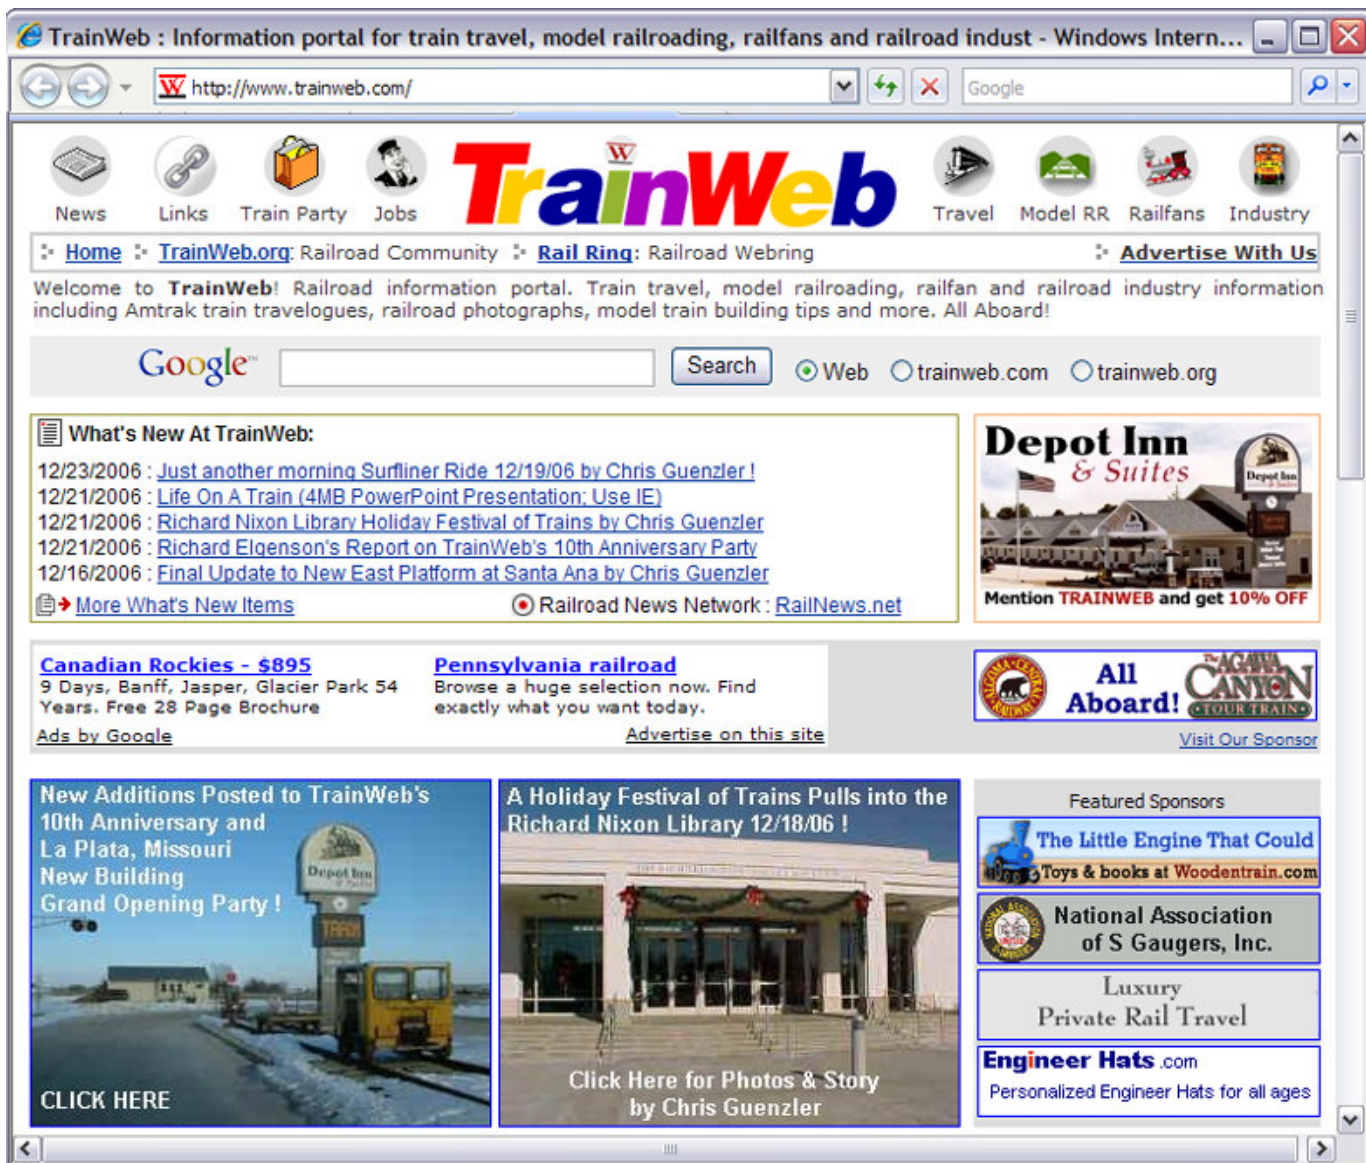 TrainWeb : Information portal for train travel, model railroading, railfans and railroad indust - Windows Intern...
http://www.trainweb.com/
Google
News
Links
Train Party
Jobs
TrainWeb
Travel
Model RR
Railfans
Industry
Home TrainWeb.org: Railroad Community Rail Ring: Railroad Webring Advertise With Us
Welcome to TrainWeb! Railroad information portal. Train travel, model railroading, railfan and railroad industry information
including Amtrak train travelogues, railroad photographs, model train building tips and more. All Aboard!
Google™ Search Web trainweb.com trainweb.org
What's New At TrainWeb:
12/23/2006 : Just another morning Surfliner Ride 12/19/06 by Chris Guenzler !
12/21/2006 : Life On A Train (4MB PowerPoint Presentation; Use IE)
12/21/2006 : Richard Nixon Library Holiday Festival of Trains by Chris Guenzler
12/21/2006 : Richard Elgenson's Report on TrainWeb's 10th Anniversary Party
12/16/2006 : Final Update to New East Platform at Santa Ana by Chris Guenzler
More What's New Items
Railroad News Network : RailNews.net
Depot Inn
& Suites
Depot Inn
Mention TRAINWEB and get 10% OFF
Canadian Rockies - $895
9 Days, Banff, Jasper, Glacier Park 54
Years. Free 28 Page Brochure
Pennsylvania railroad
Browse a huge selection now. Find
exactly what you want today.
Ads by Google
Advertise on this site
ALGOMA CENTRAL
RAILWAY
All
Aboard!
The AGAWA
CANYON
TOUR TRAIN
Visit Our Sponsor
New Additions Posted to TrainWeb's
10th Anniversary and
La Plata, Missouri
New Building
Grand Opening Party !
Depot Inn
TRAIN
CLICK HERE
A Holiday Festival of Trains Pulls into the
Richard Nixon Library 12/18/06 !
Click Here for Photos & Story
by Chris Guenzler
Featured Sponsors
The Little Engine That Could
Toys & books at Woodentrain.com
National Association
of S Gaugers, Inc.
Luxury
Private Rail Travel
Engineer Hats .com
Personalized Engineer Hats for all ages